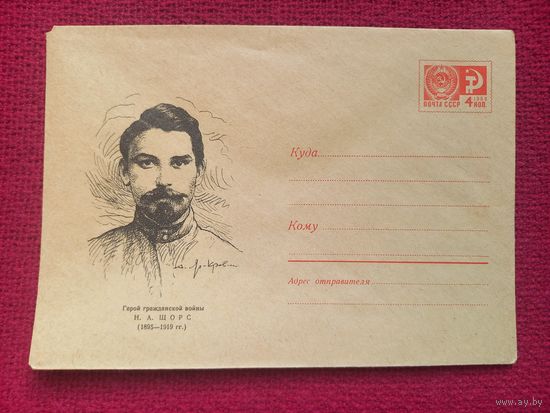 ПОЧТА СССР
4 КОП.
Куда
Кому
Адрес отправителя
Герой гражданской войны
Н. А. ЩОРС
(1895—1919 гг.)
www.ay.by